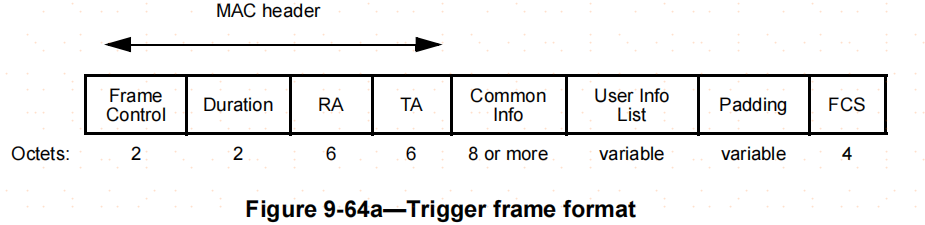 MAC header
Frame Control Duration RA TA Common Info User Info List Padding FCS
Octets: 2 2 6 6 8 or more variable variable 4
Figure 9-64a—Trigger frame format